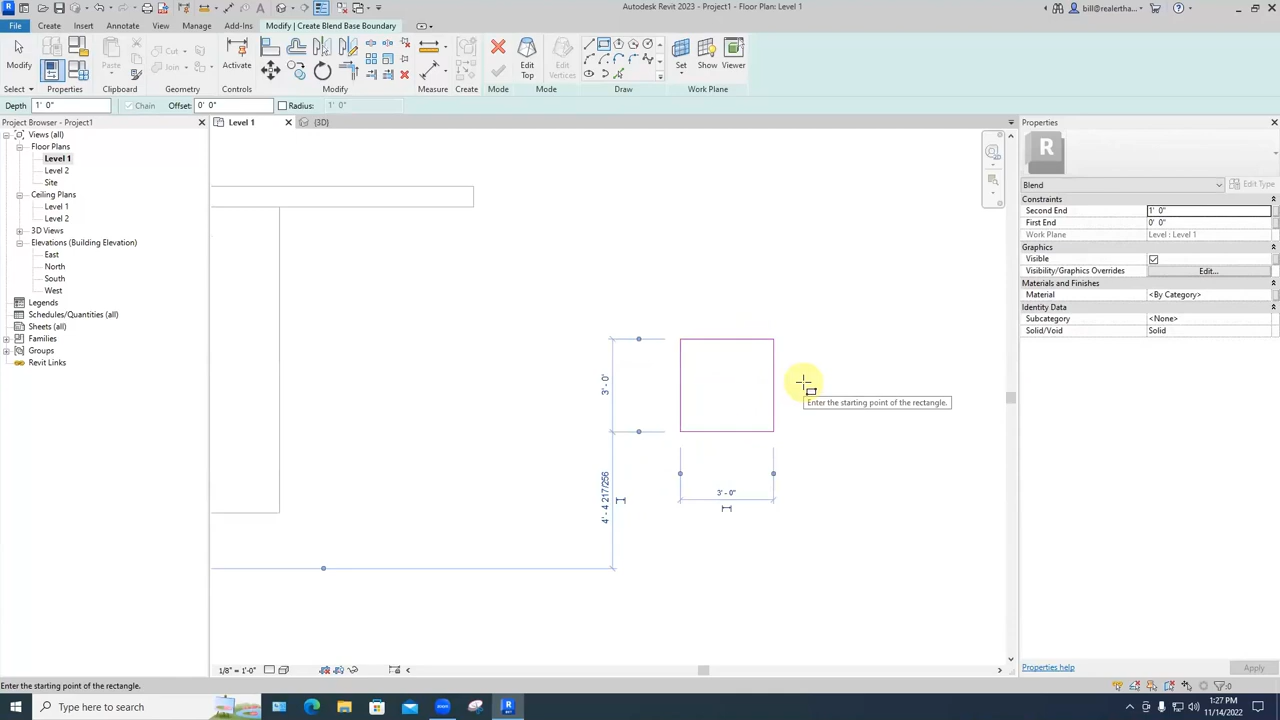 Autodesk Revit 2023 - Project1 - Floor Plan: Level 1
bill@realertha...
File
Create
Insert
Annotate
View
Manage
Add-Ins
Modify | Create Blend Base Boundary
Modify
Paste
Cut
Join
Activate
Edit Top
Edit Vertices
Set
Show
Viewer
Select
Properties
Clipboard
Geometry
Controls
Modify
Measure
Create
Mode
Mode
Draw
Work Plane
Depth 1' 0"
Chain
Offset: 0' 0"
Radius: 1' 0"
Project Browser - Project1
Views (all)
Floor Plans
Level 1
Level 2
Site
Ceiling Plans
Level 1
Level 2
3D Views
Elevations (Building Elevation)
East
North
South
West
Legends
Schedules/Quantities (all)
Sheets (all)
Families
Groups
Revit Links
Level 1
(3D)
3' - 0"
4' - 4 217/256
3' - 0"
Enter the starting point of the rectangle.
1/8" = 1'-0"
Properties
R
Blend
Edit Type
Constraints
Second End 1' 0"
First End 0' 0"
Work Plane Level : Level 1
Graphics
Visible
Visibility/Graphics Overrides Edit...
Materials and Finishes
Material <By Category>
Identity Data
Subcategory <None>
Solid/Void Solid
Properties help
Apply
Enter the starting point of the rectangle.
:0
Type here to search
1:27 PM
11/14/2022